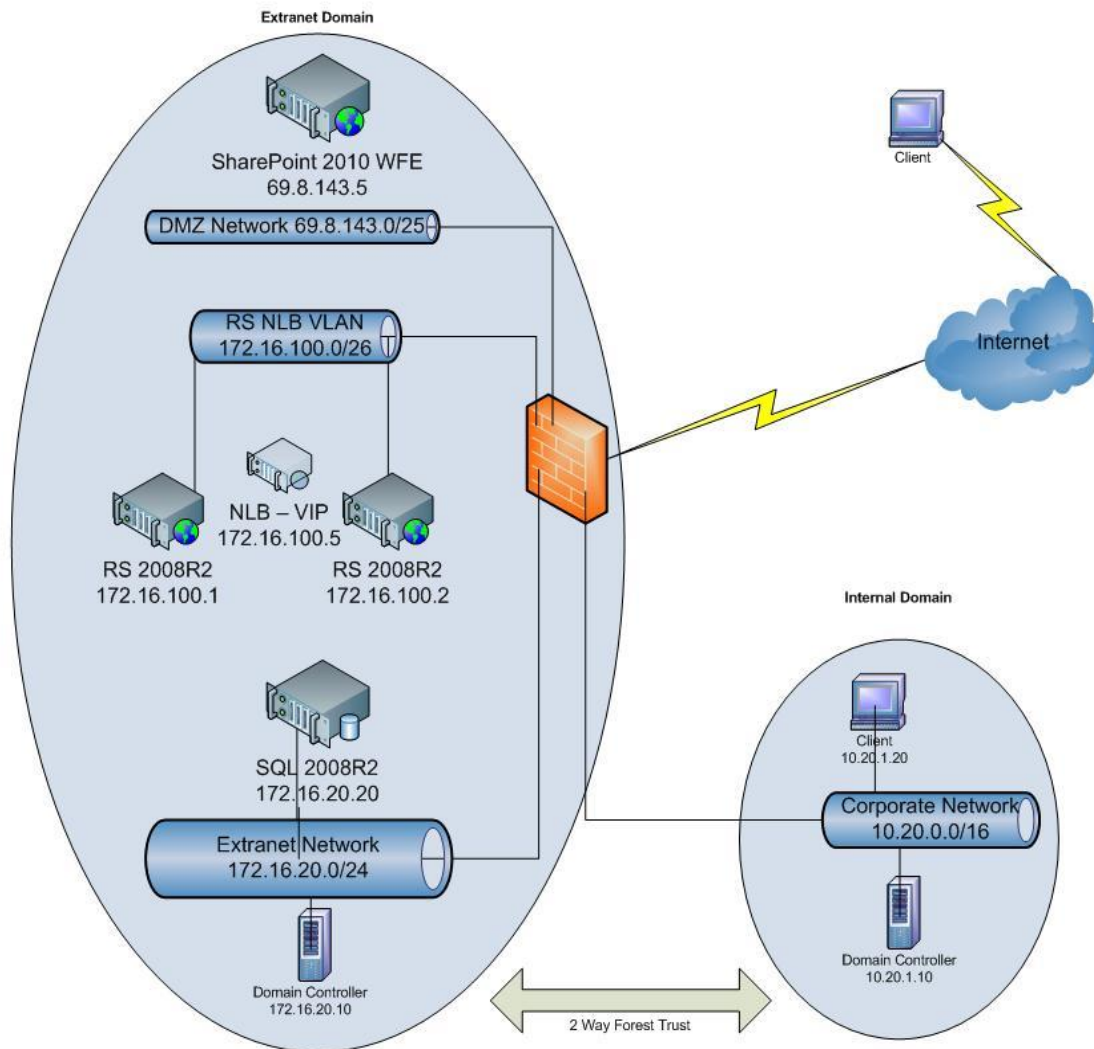 Extranet Domain
SharePoint 2010 WFE
69.8.143.5
DMZ Network 69.8.143.0/25
RS NLB VLAN
172.16.100.0/26
NLB – VIP
172.16.100.5
RS 2008R2
172.16.100.1
RS 2008R2
172.16.100.2
SQL 2008R2
172.16.20.20
Extranet Network
172.16.20.0/24
Domain Controller
172.16.20.10
Client
Internet
Internal Domain
Client
10.20.1.20
Corporate Network
10.20.0.0/16
Domain Controller
10.20.1.10
2 Way Forest Trust